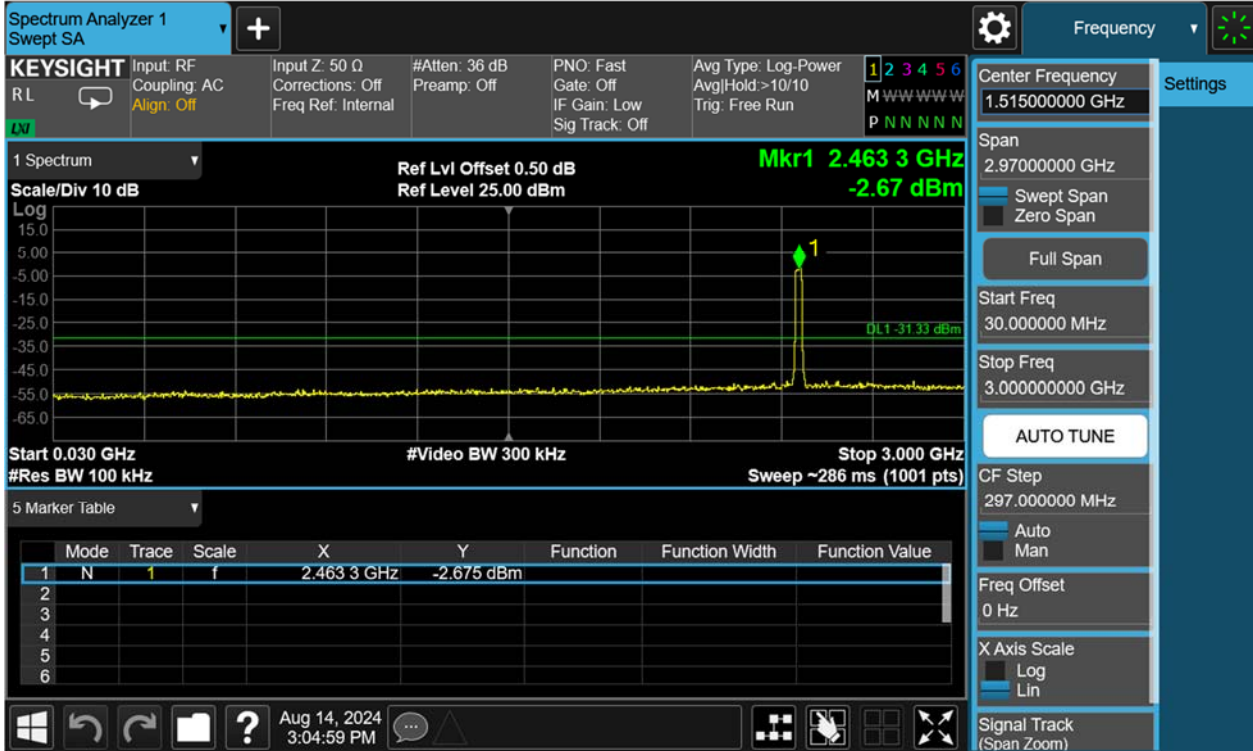 Spectrum Analyzer 1
Swept SA
+
Frequency
KEYSIGHT
RL
LXI
Input: RF
Coupling: AC
Align: Off
Input Z: 50 Ω
Corrections: Off
Freq Ref: Internal
#Atten: 36 dB
Preamp: Off
PNO: Fast
Gate: Off
IF Gain: Low
Sig Track: Off
Avg Type: Log-Power
Avg|Hold:>10/10
Trig: Free Run
1 2 3 4 5 6
M W W W W W
P N N N N N
1 Spectrum
Scale/Div 10 dB
Ref Lvl Offset 0.50 dB
Ref Level 25.00 dBm
Mkr1 2.463 3 GHz
-2.67 dBm
Log
15.0
5.00
-5.00
-15.0
-25.0
-35.0
-45.0
-55.0
-65.0
1
DL1 -31.33 dBm
Start 0.030 GHz
#Video BW 300 kHz
Stop 3.000 GHz
#Res BW 100 kHz
Sweep ~286 ms (1001 pts)
5 Marker Table
Mode Trace Scale X Y Function Function Width Function Value
1 N 1 f 2.463 3 GHz -2.675 dBm
2
3
4
5
6
?
Aug 14, 2024
3:04:59 PM
Center Frequency
1.515000000 GHz
Span
2.97000000 GHz
Swept Span
Zero Span
Full Span
Start Freq
30.000000 MHz
Stop Freq
3.000000000 GHz
AUTO TUNE
CF Step
297.000000 MHz
Auto
Man
Freq Offset
0 Hz
X Axis Scale
Log
Lin
Signal Track
(Span Zoom)
Settings